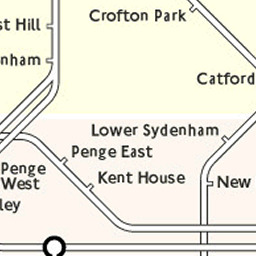 Crofton Park
st Hill
nham
Catford
Lower Sydenham
Penge East
Penge
West
Kent House
New
ley